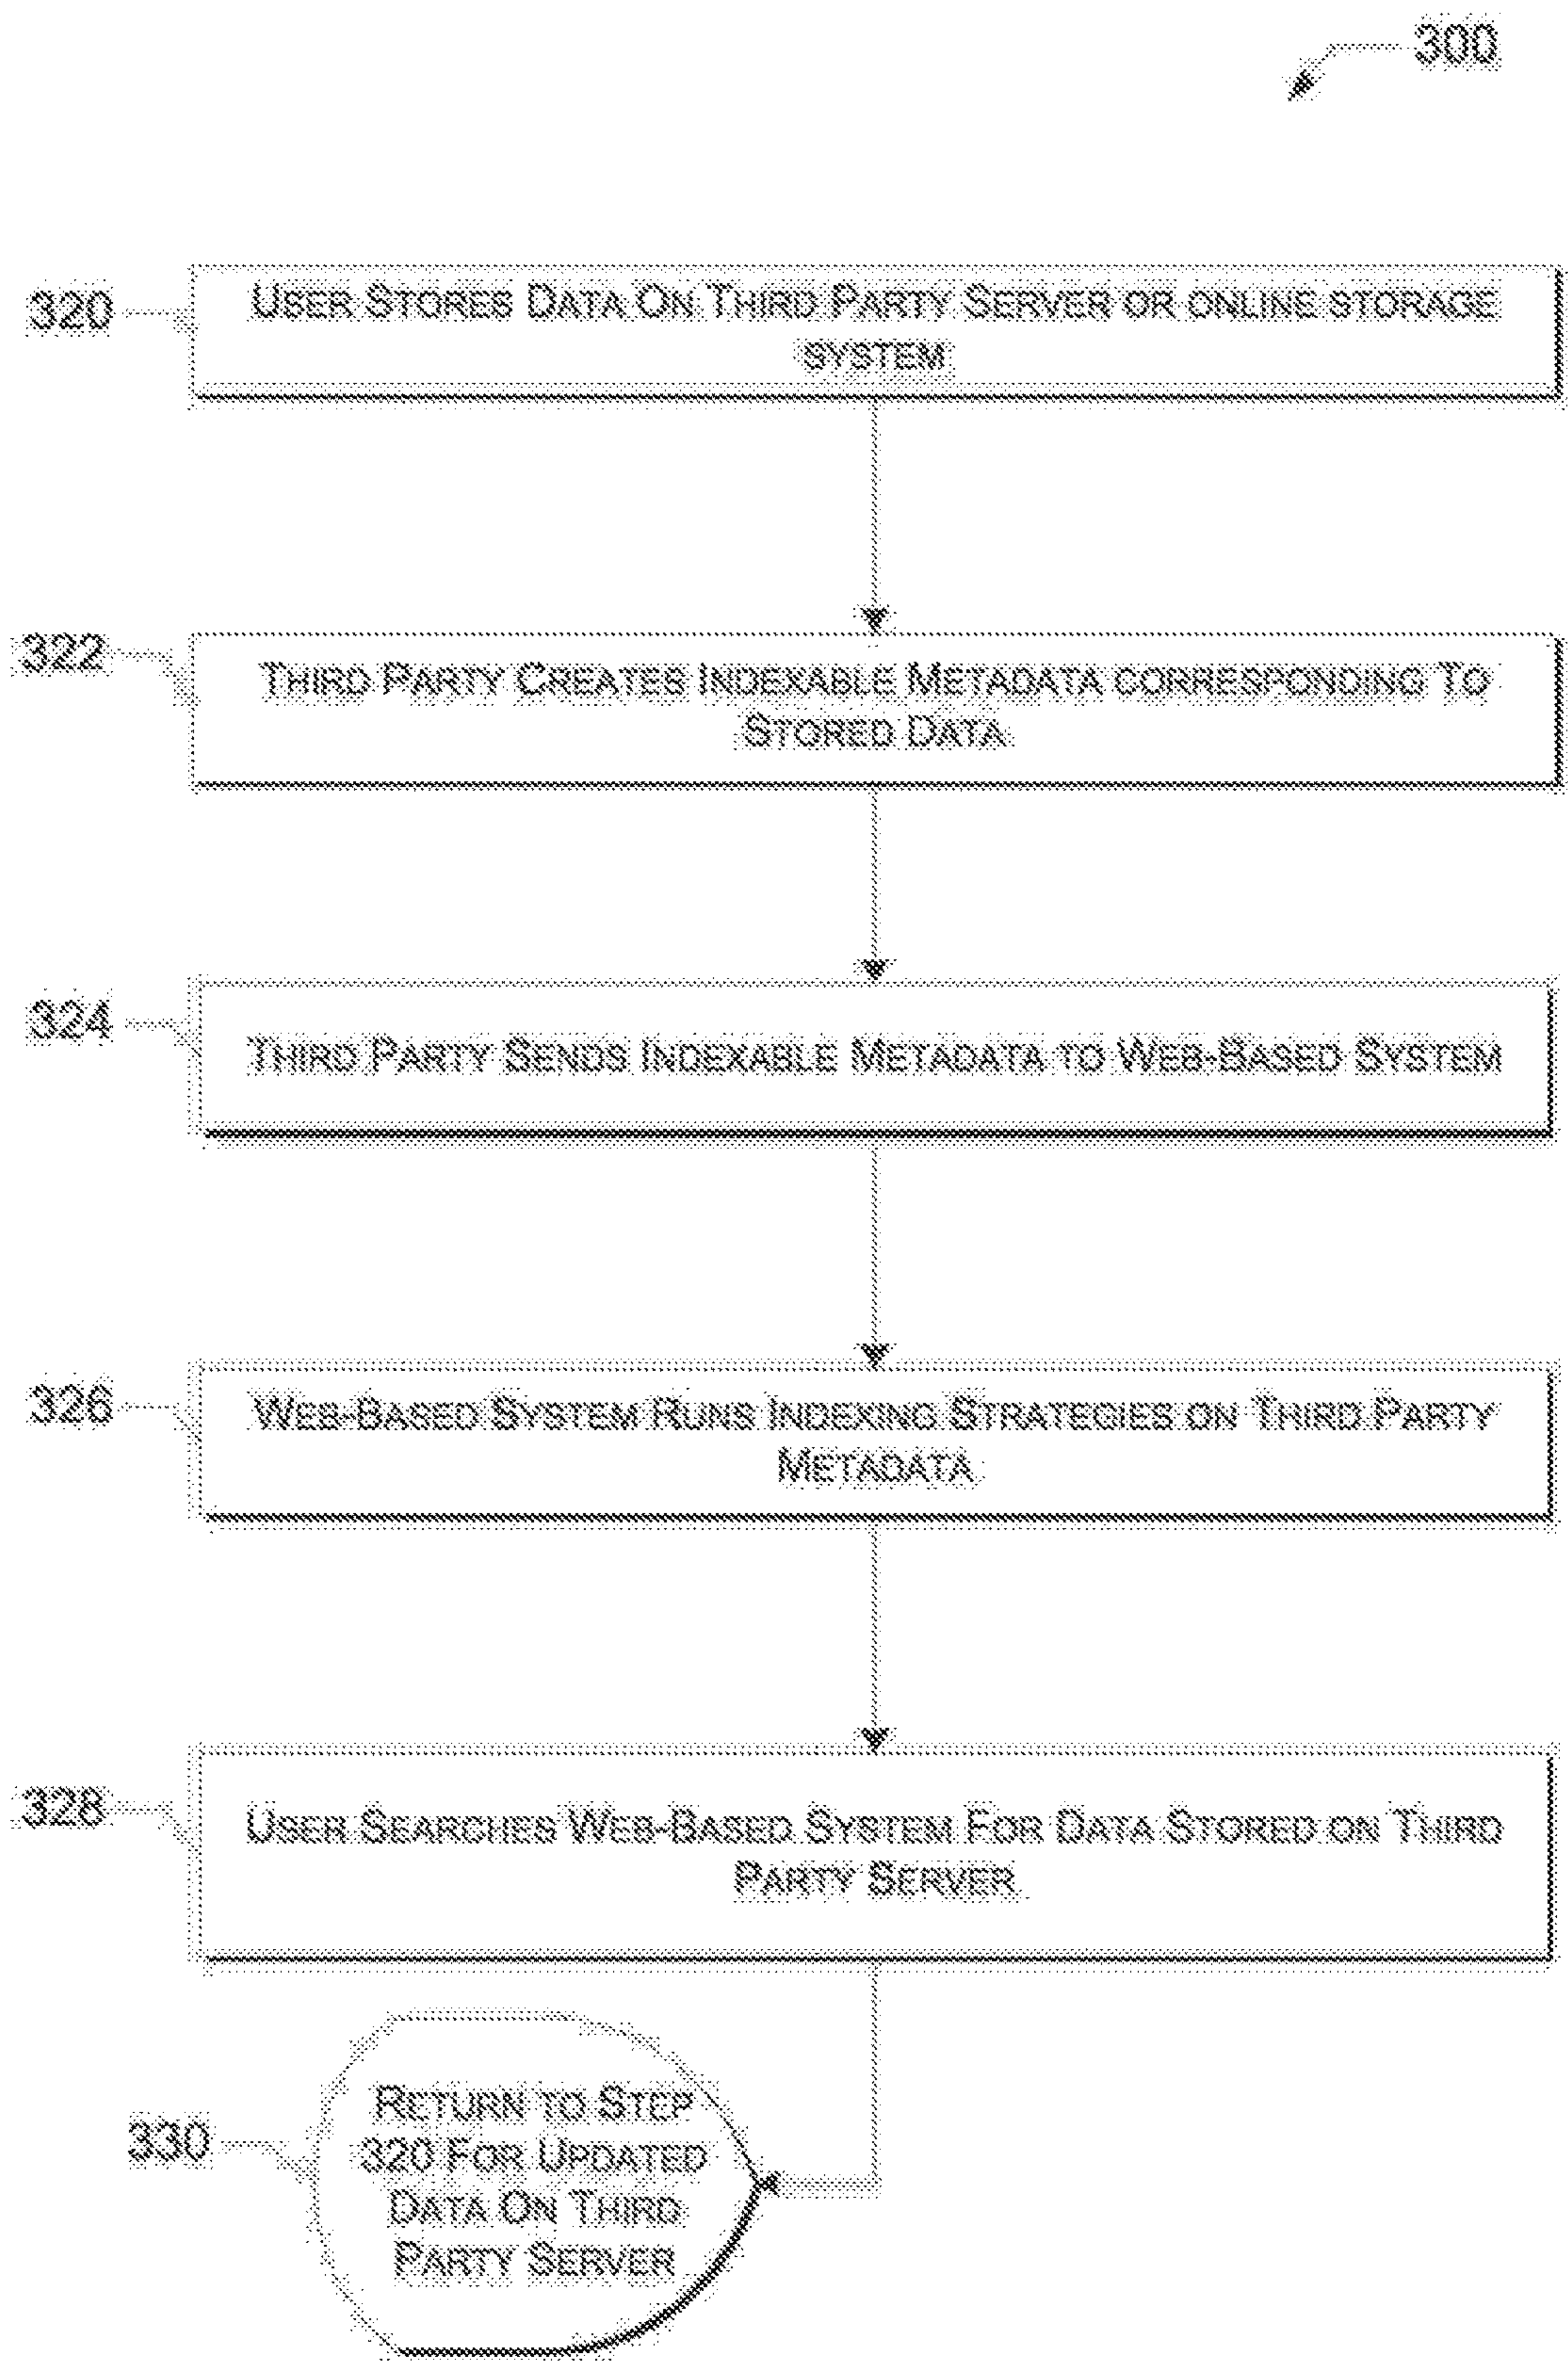 300
320
USER STORES DATA ON THIRD PARTY SERVER OR ONLINE STORAGE
SYSTEM
322
THIRD PARTY CREATES INDEXABLE METADATA CORRESPONDING TO
STORED DATA
324
THIRD PARTY SENDS INDEXABLE METADATA TO WEB-BASED SYSTEM
326
WEB-BASED SYSTEM RUNS INDEXING STRATEGIES ON THIRD PARTY
METADATA
328
USER SEARCHES WEB-BASED SYSTEM FOR DATA STORED ON THIRD
PARTY SERVER
330
RETURN TO STEP
320 FOR UPDATED
DATA ON THIRD
PARTY SERVER